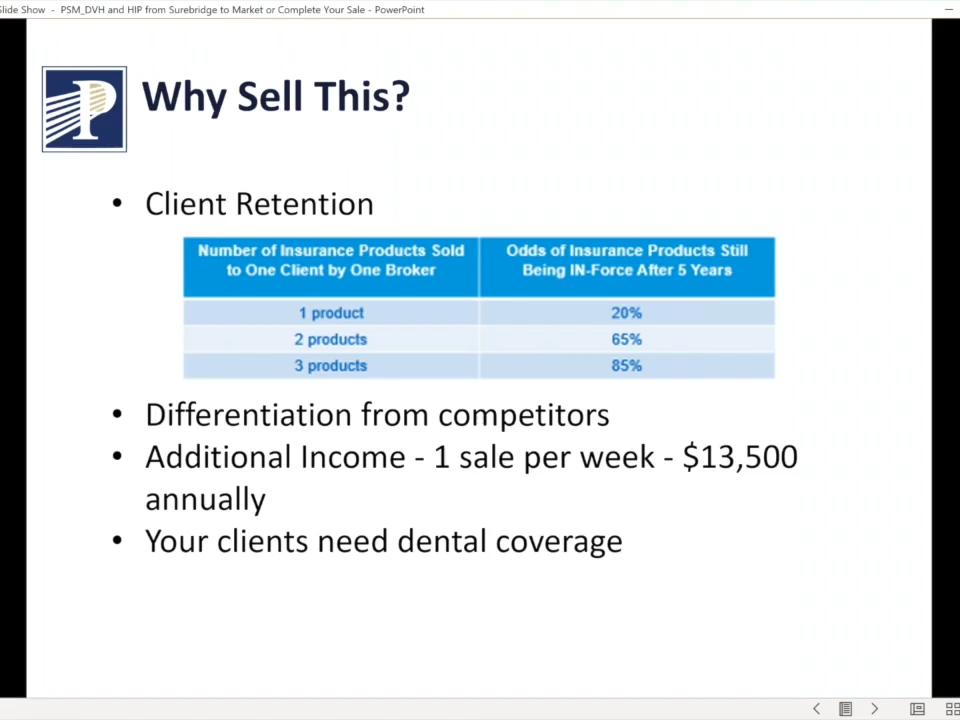 Slide Show - PSM_DVH and HIP from Surebridge to Market or Complete Your Sale - PowerPoint
P
Why Sell This?
• Client Retention
Number of Insurance Products Sold to One Client by One Broker
Odds of Insurance Products Still Being IN-Force After 5 Years
1 product 20%
2 products 65%
3 products 85%
• Differentiation from competitors
• Additional Income - 1 sale per week - $13,500
annually
• Your clients need dental coverage